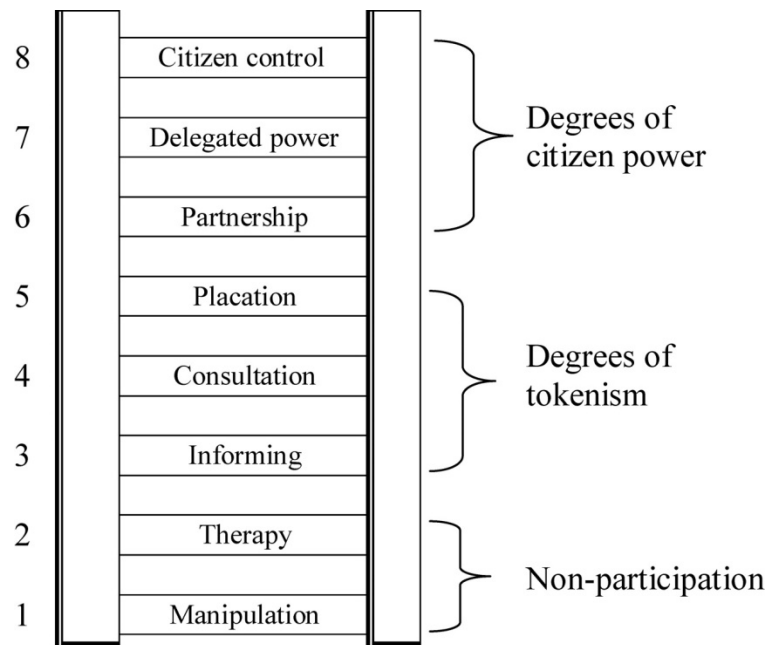 8 Citizen control
7 Delegated power
Degrees of
citizen power
6 Partnership
5 Placation
4 Consultation
Degrees of
tokenism
3 Informing
2 Therapy
Non-participation
1 Manipulation